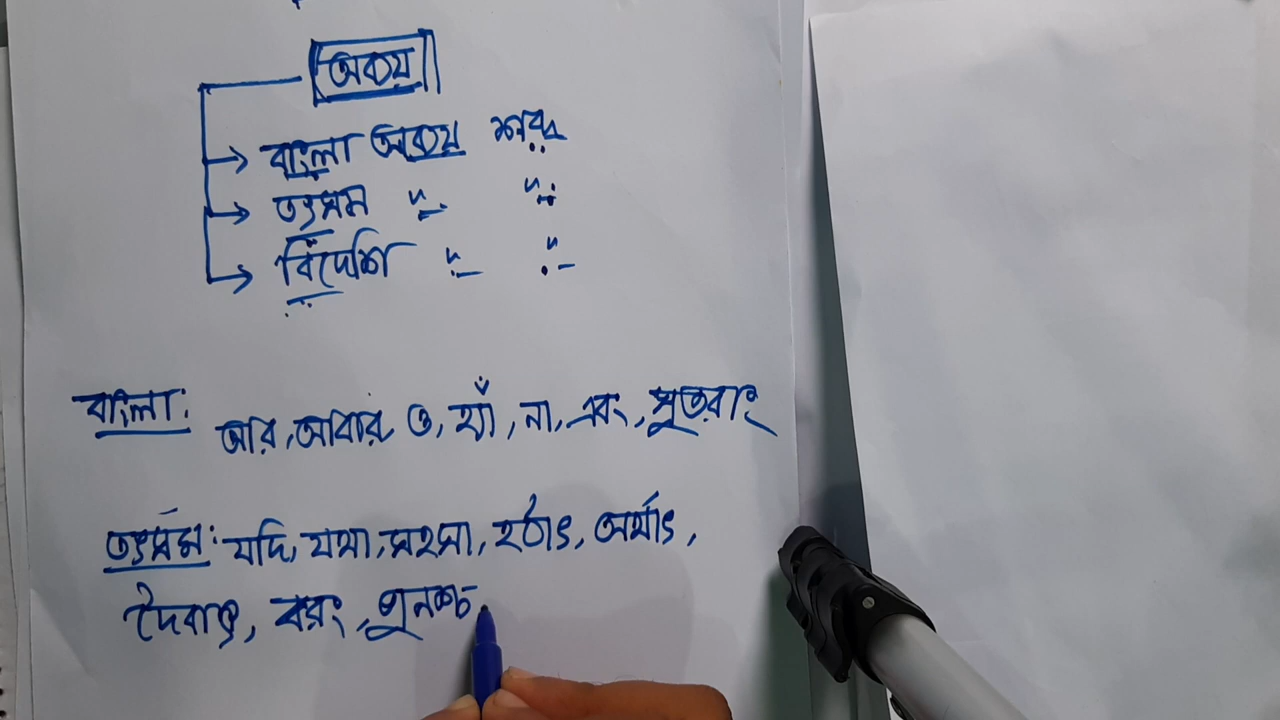 অব্যয়
বাংলা অব্যয় শব্দ
তৎসম " "
বিদেশি " "
বাংলা: আর, আবার, ও, হ্যাঁ, না, এবং, সুতরাং
তৎসম: যদি, যথা, সহসা, হঠাৎ, অর্থাৎ,
দৈবাৎ, বরং, পুনশ্চ